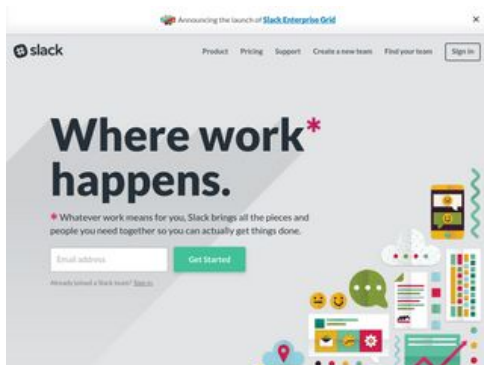 Announcing the launch of Slack Enterprise Grid
slack
Product Pricing Support Create a new team Find your team Sign in
Where work*
happens.
* Whatever work means for you, Slack brings all the pieces and
people you need together so you can actually get things done.
Email address Get Started
Already joined a Slack team? Sign in.